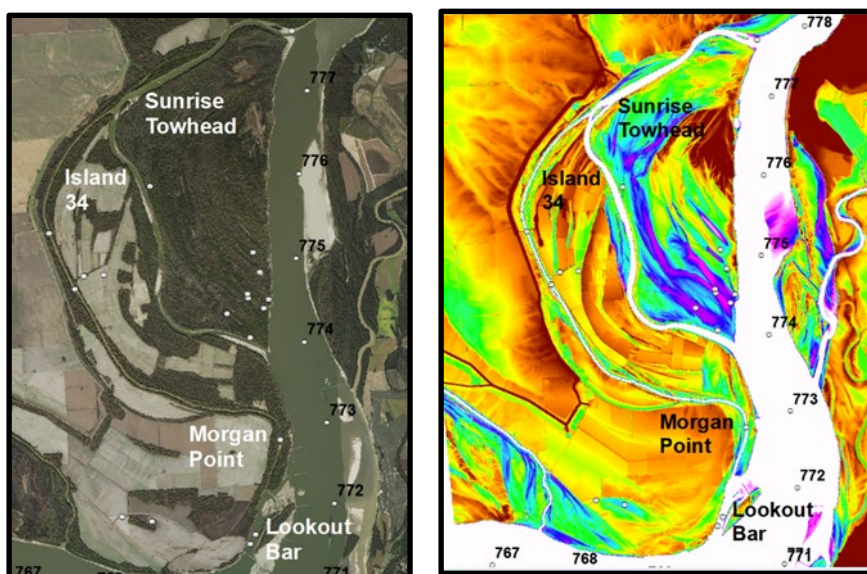 777
Sunrise
Towhead
776
Island
34
775
774
773
Morgan
Point
772
Lookout
Bar
767
771
778
777
Sunrise
Towhead
776
Island
34
775
774
773
Morgan
Point
772
Lookout
Bar
767
768
771